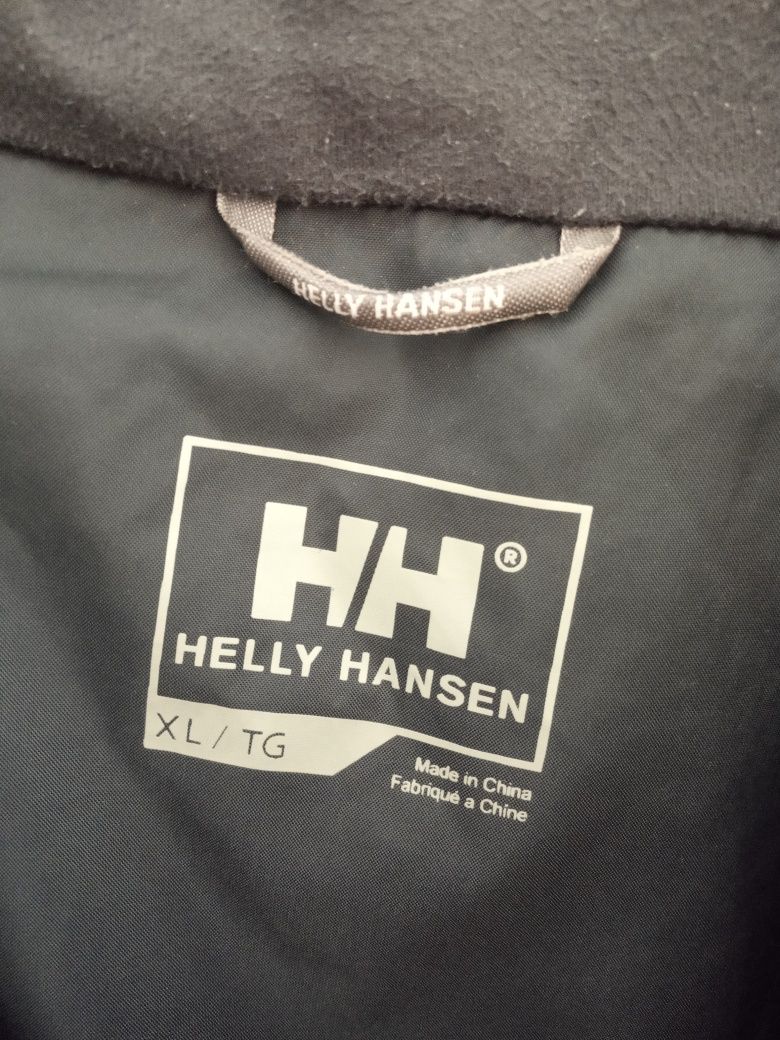 HELLY HANSEN
HH®
HELLY HANSEN
XL / TG
Made in China
Fabriqué a Chine